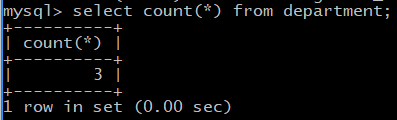 mysql> select count(*) from department;
+----------+
| count(*) |
+----------+
|        3 |
+----------+
1 row in set (0.00 sec)